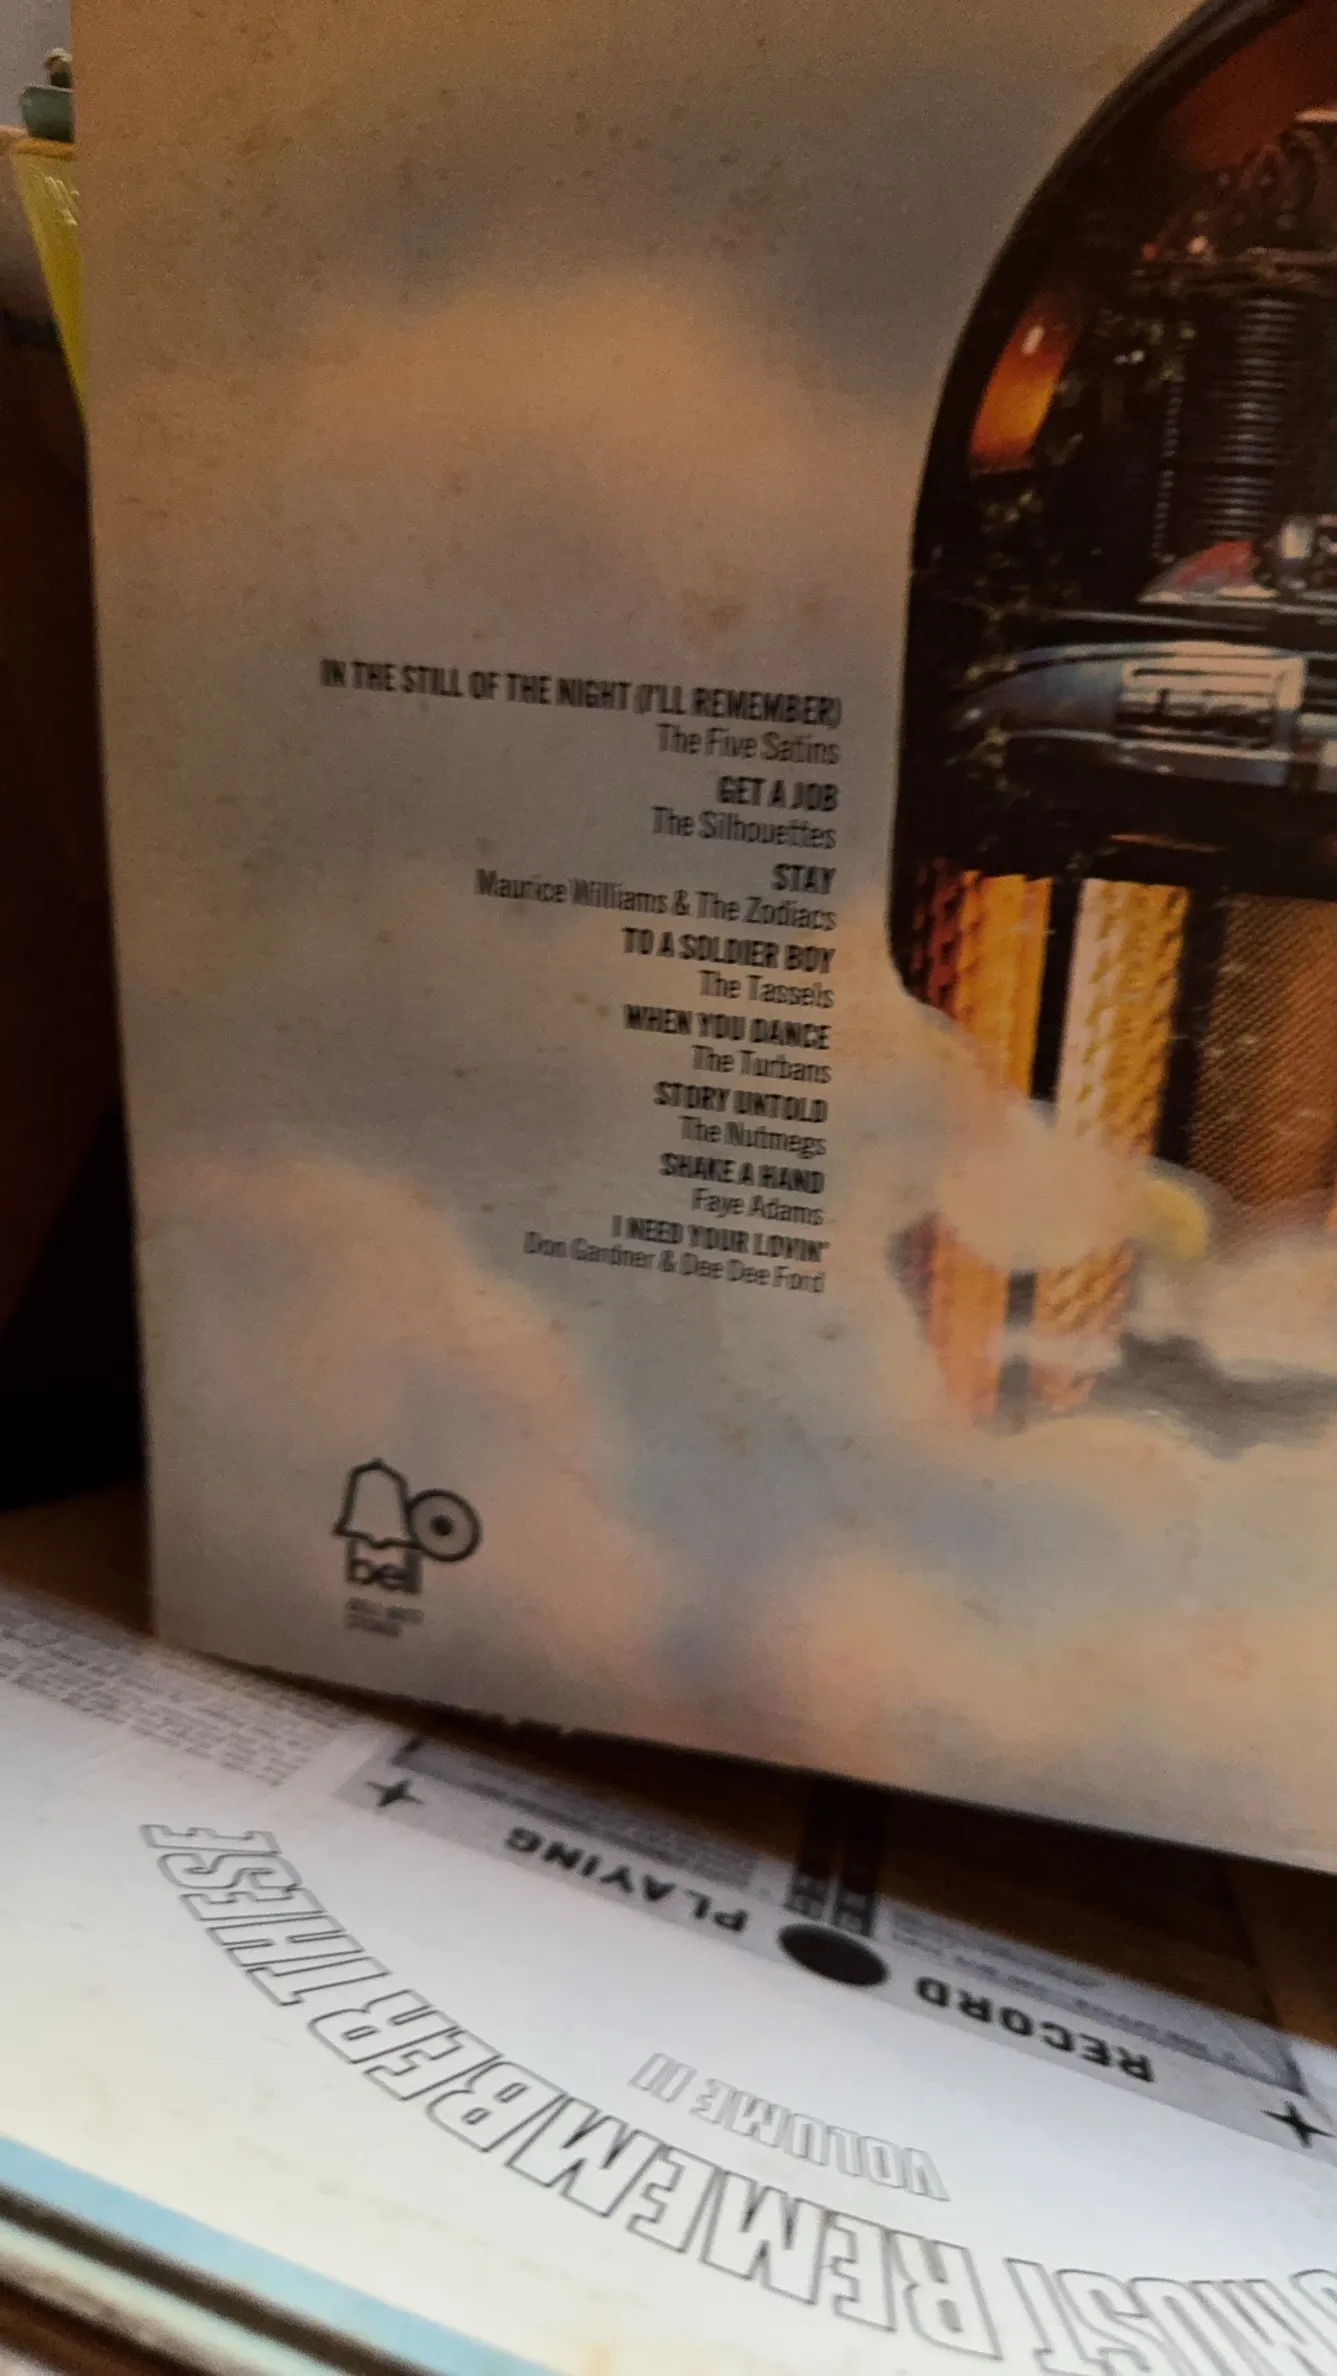 IN THE STILL OF THE NIGHT (I'LL REMEMBER)
The Five Satins
GET A JOB
The Silhouettes
STAY
Maurice Williams & The Zodiacs
TO A SOLDIER BOY
The Tassels
WHEN YOU DANCE
The Turbans
STORY UNTOLD
The Nutmegs
SHAKE A HAND
Faye Adams
I NEED YOUR LOVIN'
Don Gardner & Dee Dee Ford
bell
RECORD PLAYING
VOLUME II
MUST REMEMBER THESE